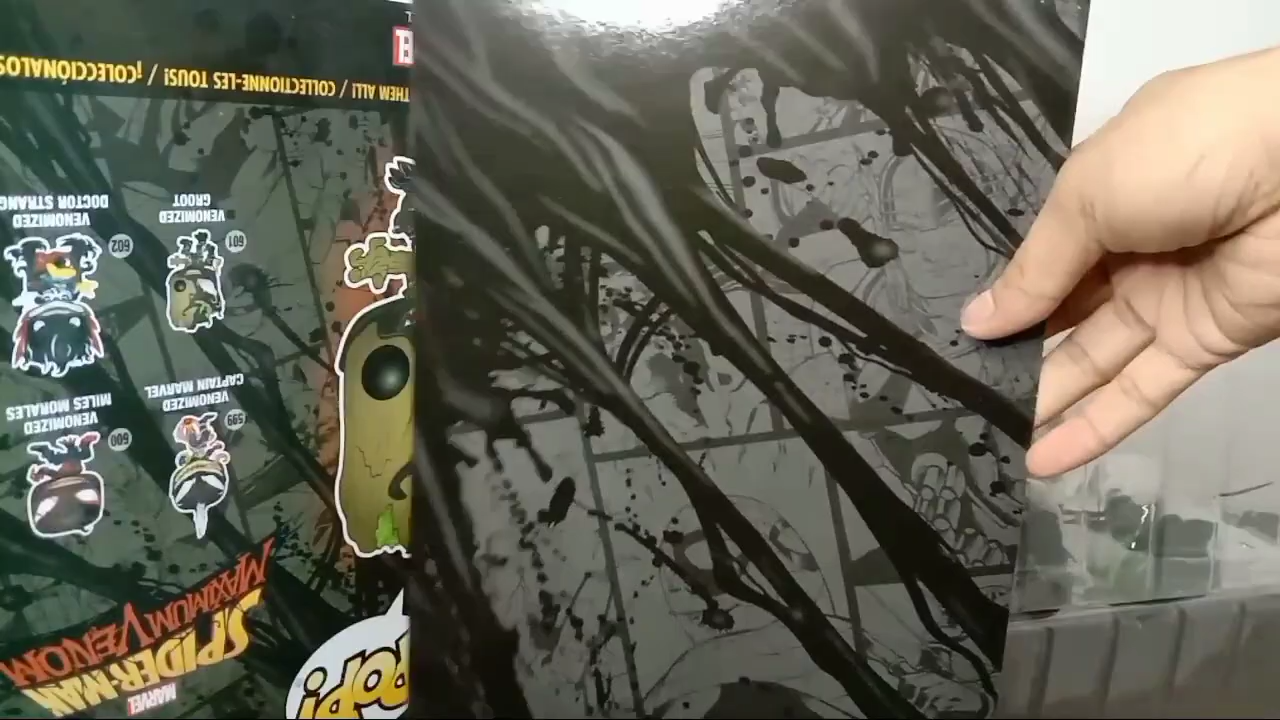 POP!
MARVEL
SPIDER-MAN
MAXIMUM VENOM
599
VENOMIZED
CAPTAIN MARVEL
600
VENOMIZED
MILES MORALES
601
VENOMIZED
GROOT
602
VENOMIZED
DOCTOR STRANG
THEM ALL! / COLLECTIONNE-LES TOUS! / ¡COLECCIÓNALOS